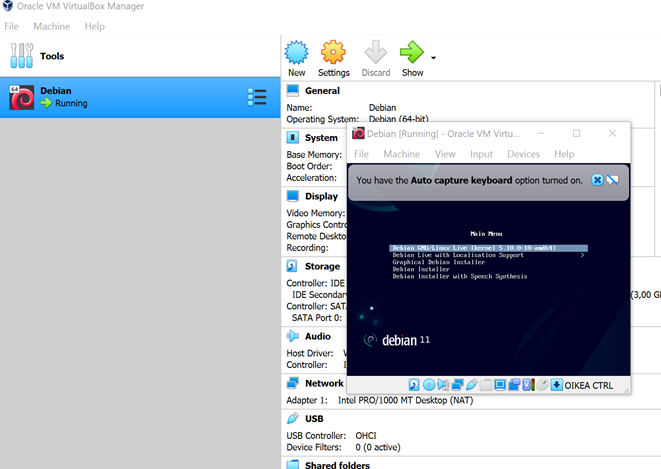 Oracle VM VirtualBox Manager
File Machine Help
Tools
New Settings Discard Show
64
Debian
Running
General
Name: Debian
Operating System: Debian (64-bit)
System
Base Memory:
Boot Order:
Acceleration:
Display
Video Memory:
Graphics Contr
Remote Deskto
Recording:
Storage
Controller: IDE
IDE Secondar
(3,00 G
Controller: SATA
SATA Port 0:
Audio
Host Driver:
Controller:
Network
Adapter 1: Intel PRO/1000 MT Desktop (NAT)
USB
USB Controller: OHCI
Device Filters: 0 (0 active)
Shared folders
Debian [Running] - Oracle VM Virtu...
File Machine View Input Devices Help
You have the Auto capture keyboard option turned on.
Main Menu
Debian GNU/Linux Live (kernel 5.10.0-10-amd64)
Debian Live with Localisation Support >
Graphical Debian Installer
Debian Installer
Debian Installer with Speech Synthesis
debian 11
OIKEA CTRL